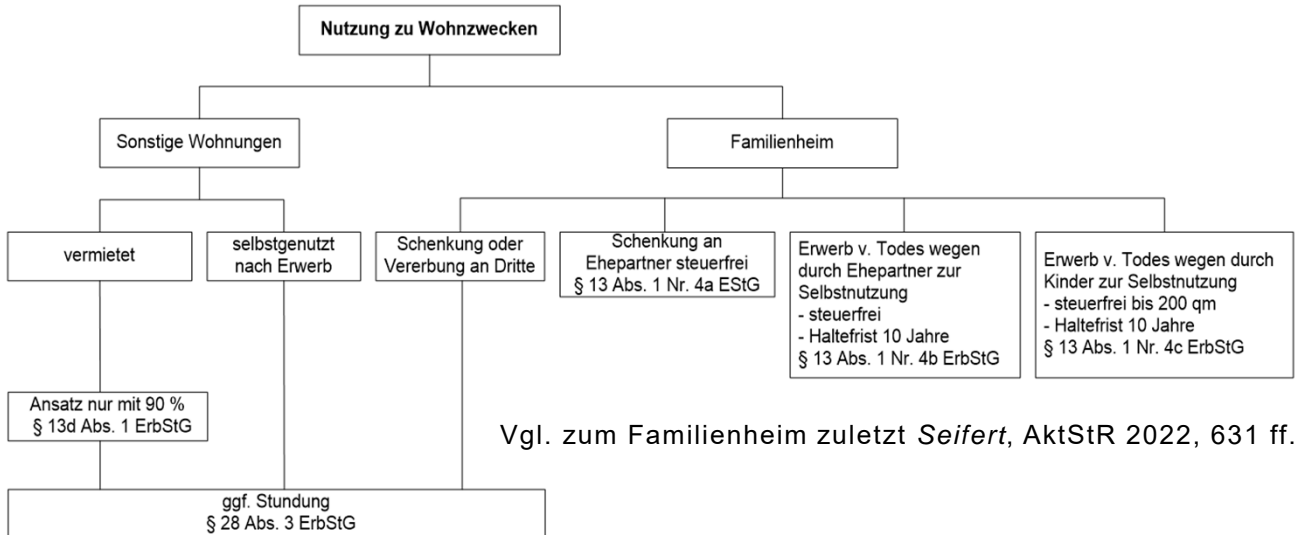 Nutzung zu Wohnzwecken
Sonstige Wohnungen
Familienheim
vermietet
selbstgenutzt
nach Erwerb
Schenkung oder
Vererbung an Dritte
Schenkung an
Ehepartner steuerfrei
§ 13 Abs. 1 Nr. 4a EStG
Erwerb v. Todes wegen
durch Ehepartner zur
Selbstnutzung
- steuerfrei
- Haltefrist 10 Jahre
§ 13 Abs. 1 Nr. 4b ErbStG
Erwerb v. Todes wegen durch
Kinder zur Selbstnutzung
- steuerfrei bis 200 qm
- Haltefrist 10 Jahre
§ 13 Abs. 1 Nr. 4c ErbStG
Ansatz nur mit 90 %
§ 13d Abs. 1 ErbStG
Vgl. zum Familienheim zuletzt Seifert, AktStR 2022, 631 ff.
ggf. Stundung
§ 28 Abs. 3 ErbStG